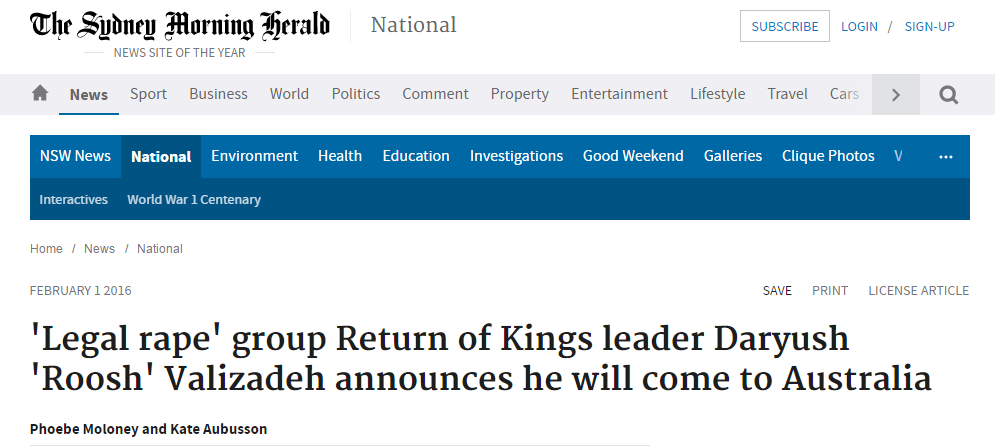 The Sydney Morning Herald
National
SUBSCRIBE LOGIN / SIGN-UP
NEWS SITE OF THE YEAR
News Sport Business World Politics Comment Property Entertainment Lifestyle Travel Cars
NSW News National Environment Health Education Investigations Good Weekend Galleries Clique Photos V ...
Interactives World War 1 Centenary
Home / News / National
FEBRUARY 1 2016
SAVE PRINT LICENSE ARTICLE
'Legal rape' group Return of Kings leader Daryush
'Roosh' Valizadeh announces he will come to Australia
Phoebe Moloney and Kate Aubusson